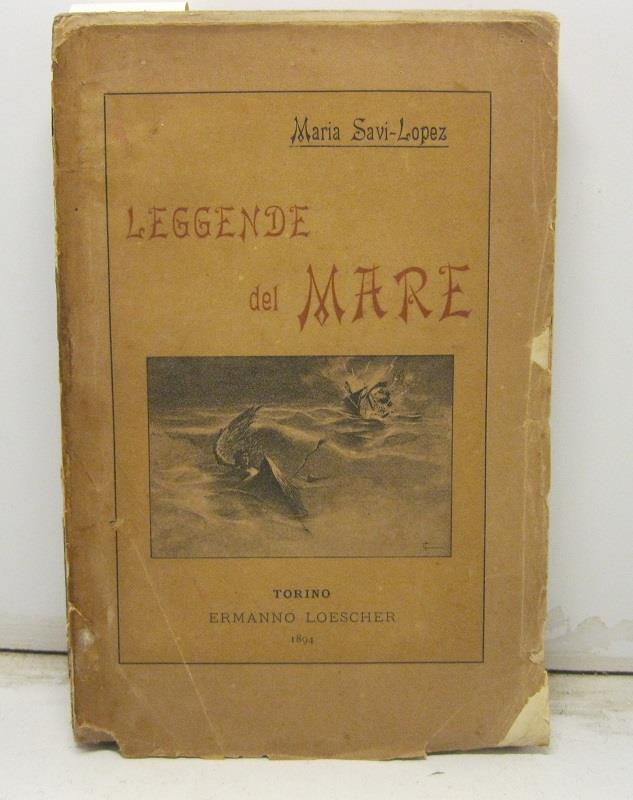 Maria Savi-Lopez
LEGGENDE
del MARE
TORINO
ERMANNO LOESCHER
1894